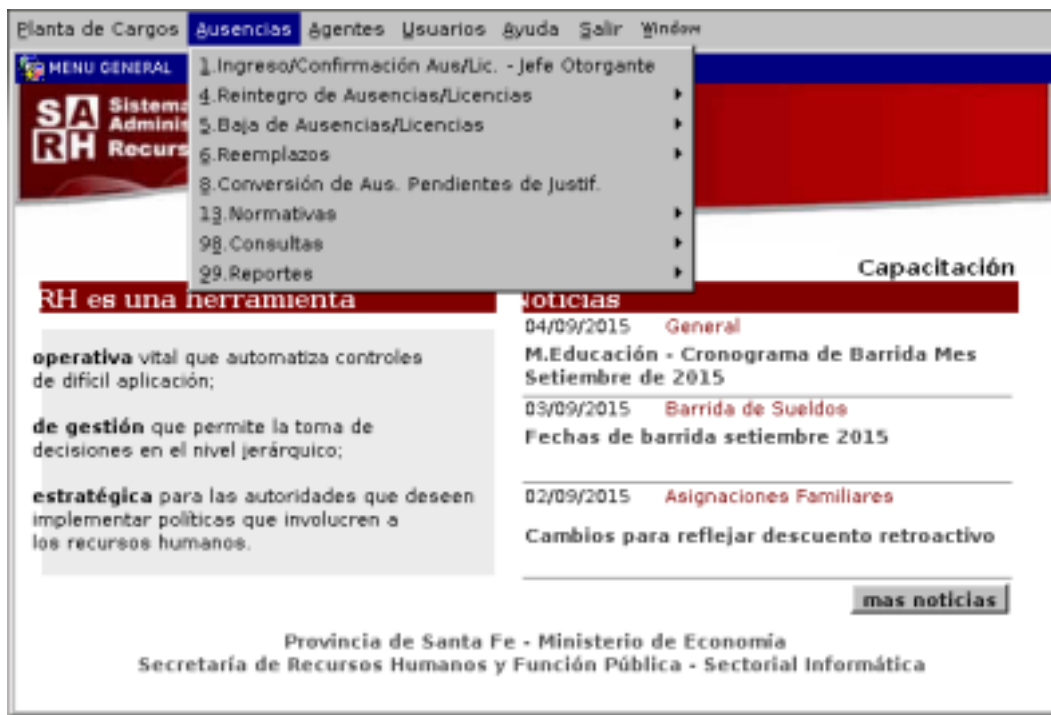 Planta de Cargos Ausencias Agentes Usuarios Ayuda Salir Window
MENU GENERAL
1.Ingreso/Confirmación Aus/Lic. - Jefe Otorgante
4.Reintegro de Ausencias/Licencias
5.Baja de Ausencias/Licencias
6.Reemplazos
8.Conversión de Aus. Pendientes de Justif.
13.Normativas
98.Consultas
99.Reportes
SA
RH
Sistema
Adminis
Recurs
Capacitación
RH es una herramienta
operativa vital que automatiza controles
de difícil aplicación;
de gestión que permite la toma de
decisiones en el nivel jerárquico;
estratégica para las autoridades que deseen
implementar políticas que involucren a
los recursos humanos.
Noticias
04/09/2015 General
M.Educación - Cronograma de Barrida Mes
Setiembre de 2015
03/09/2015 Barrida de Sueldos
Fechas de barrida setiembre 2015
02/09/2015 Asignaciones Familiares
Cambios para reflejar descuento retroactivo
mas noticias
Provincia de Santa Fe - Ministerio de Economía
Secretaría de Recursos Humanos y Función Pública - Sectorial Informática